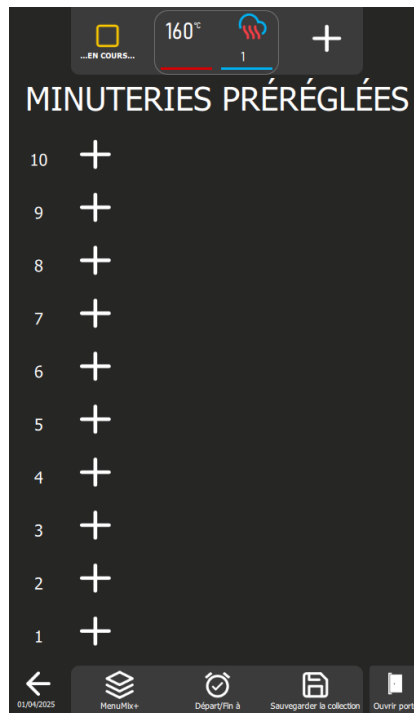 160°C
...EN COURS...
1
MINUTERIES PRÉRÉGLÉES
10
9
8
7
6
5
4
3
2
1
01/04/2025
MenuMix+
Départ/Fin à
Sauvegarder la collection
Ouvrir port